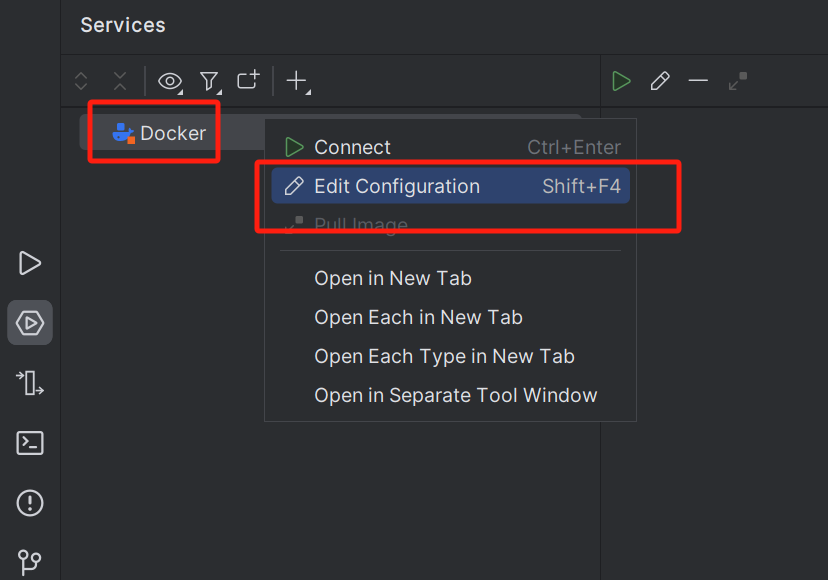 Services
Docker
Connect Ctrl+Enter
Edit Configuration Shift+F4
Pull Image
Open in New Tab
Open Each in New Tab
Open Each Type in New Tab
Open in Separate Tool Window